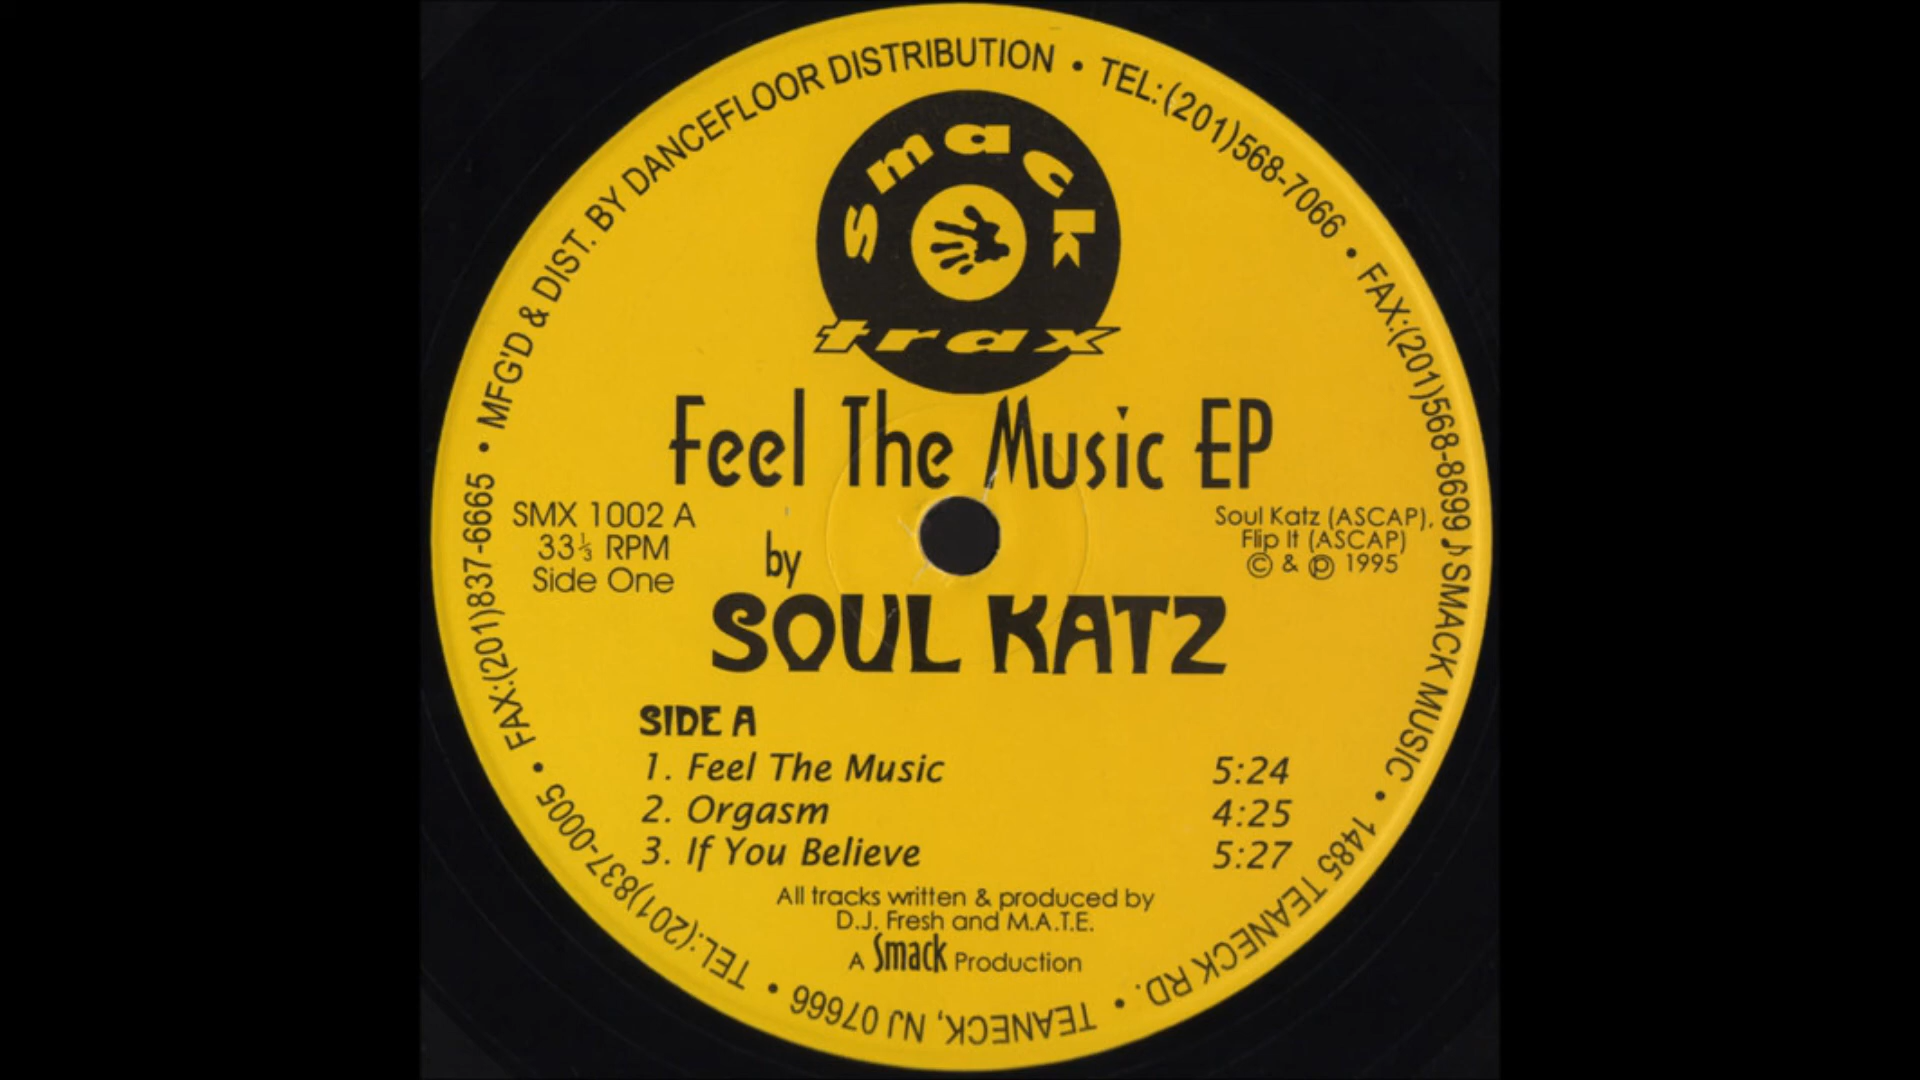 MFG'D & DIST. BY DANCEFLOOR DISTRIBUTION • TEL:(201)568-7066 • FAX:(201)568-8699 ♪ SMACK MUSIC • 1485 TEANECK RD. • TEANECK, NJ 07666 • TEL:(201)837-0005 • FAX:(201)837-6665 •
smack
trax
Feel The Music EP
SMX 1002 A
33⅓ RPM
Side One
by
Soul Katz (ASCAP),
Flip It (ASCAP)
© & ℗ 1995
SOUL KATZ
SIDE A
1. Feel The Music 5:24
2. Orgasm 4:25
3. If You Believe 5:27
All tracks written & produced by
D.J. Fresh and M.A.T.E.
A Smack Production